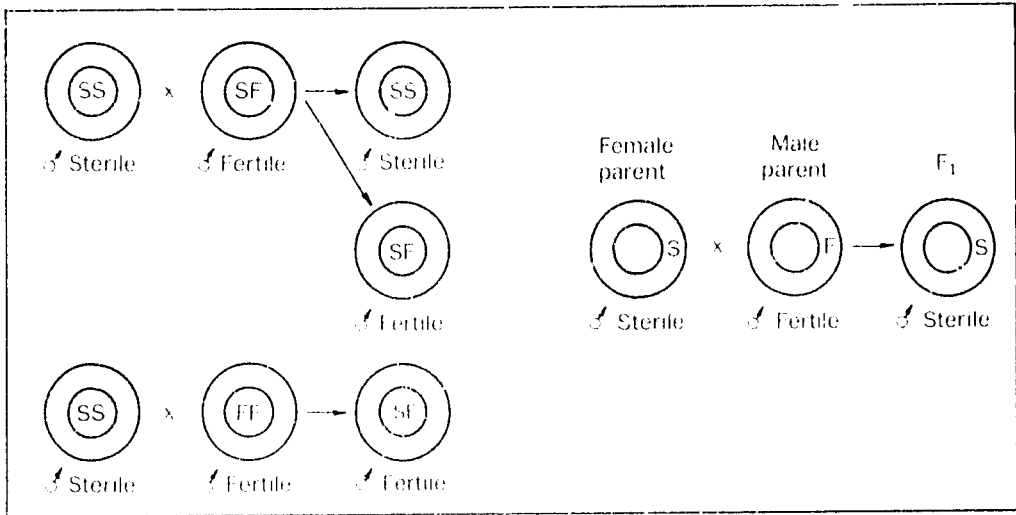 SS x SF SS
♂ Sterile ♂ Fertile ♂ Sterile
SF
♂ Fertile
SS x FF SF
♂ Sterile ♂ Fertile ♂ Fertile
Female parent
Male parent
F₁
S x F S
♂ Sterile ♂ Fertile ♂ Sterile